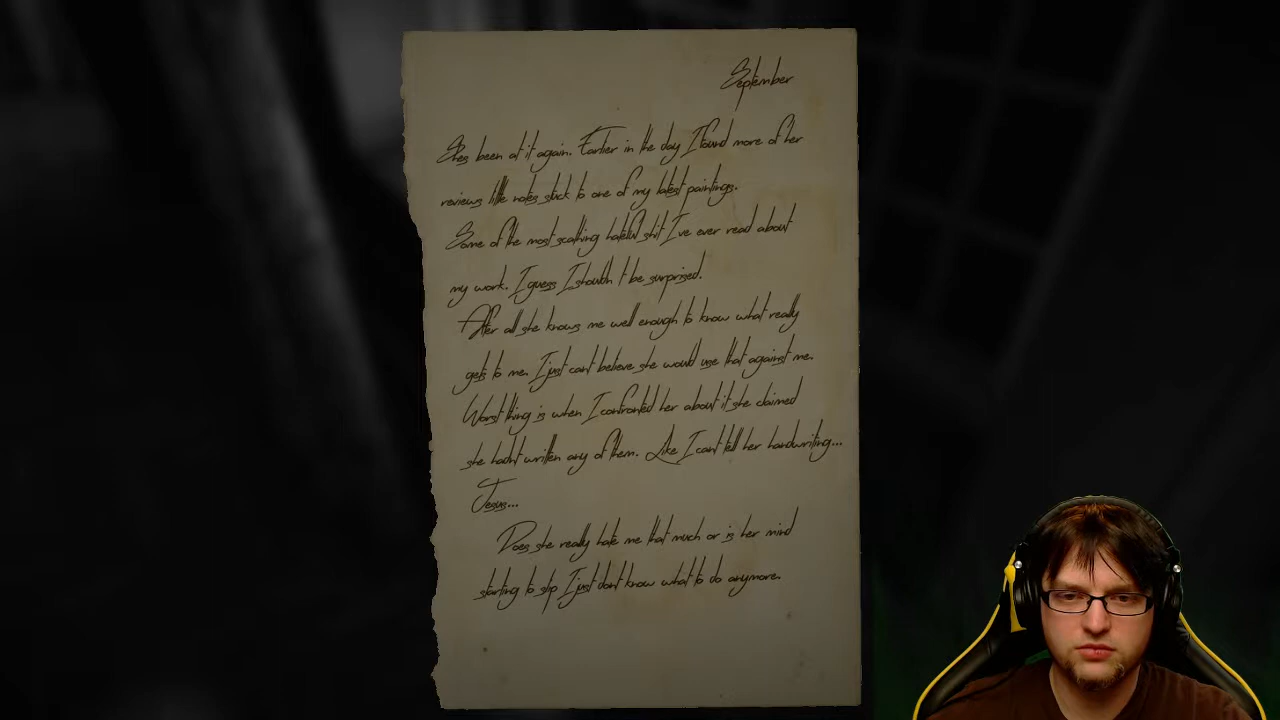 September
Shes been at it again. Earlier in the day I found more of her
reviews little notes stuck to one of my latest paintings.
Some of the most scathing hateful shit I've ever read about
my work. I guess I shouldn t be surprised.
After all she knows me well enough to know what really
gets to me. I just cant believe she would use that against me.
Worst thing is when I confronted her about it she claimed
she hadnt written any of them. Like I cant tell her handwriting...
Jesus...
Does she really hate me that much or is her mind
starting to slip I just dont know what to do anymore.